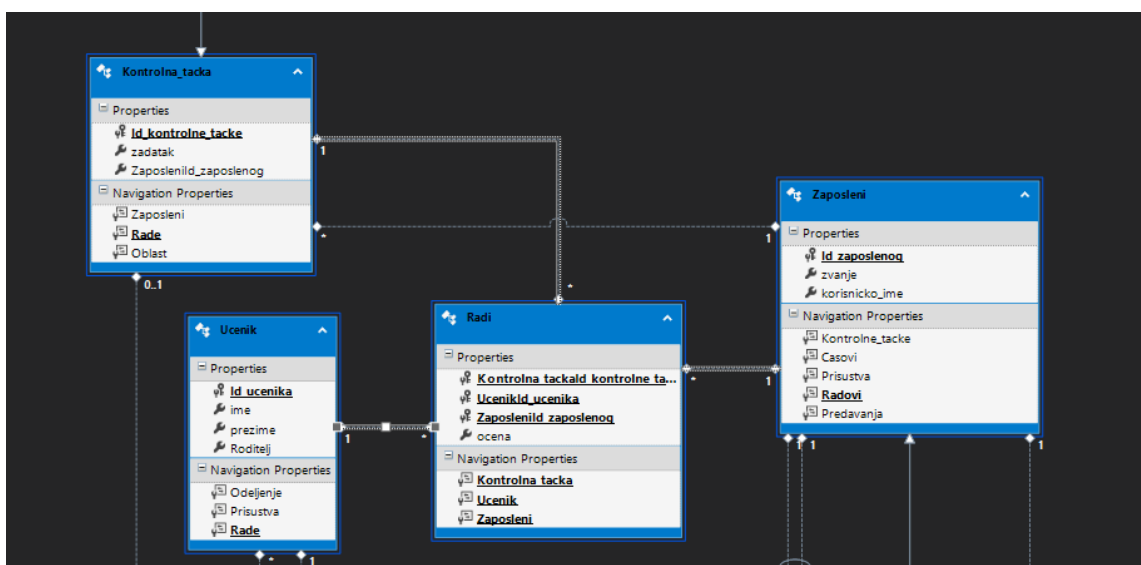 Kontrolna_tacka
Properties
Id_kontrolne_tacke
zadatak
ZaposleniId_zaposlenog
Navigation Properties
Zaposleni
Rade
Oblast
1
*
0..1
Zaposleni
Properties
Id_zaposlenog
zvanje
korisnicko_ime
Navigation Properties
Kontrolne_tacke
Casovi
Prisustva
Radovi
Predavanja
1
1
1
1
1
Ucenik
Properties
Id_ucenika
ime
prezime
Roditelj
Navigation Properties
Odeljenje
Prisustva
Rade
1
*
1
Radi
Properties
Kontrolna_tackaId_kontrolne_ta...
UcenikId_ucenika
ZaposleniId_zaposlenog
ocena
Navigation Properties
Kontrolna_tacka
Ucenik
Zaposleni
*
*
*